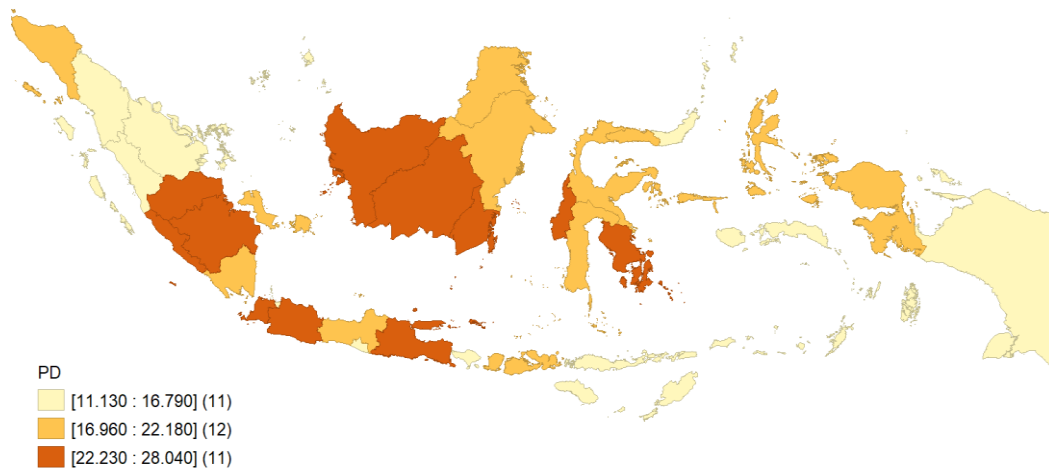 PD
[11.130 : 16.790] (11)
[16.960 : 22.180] (12)
[22.230 : 28.040] (11)